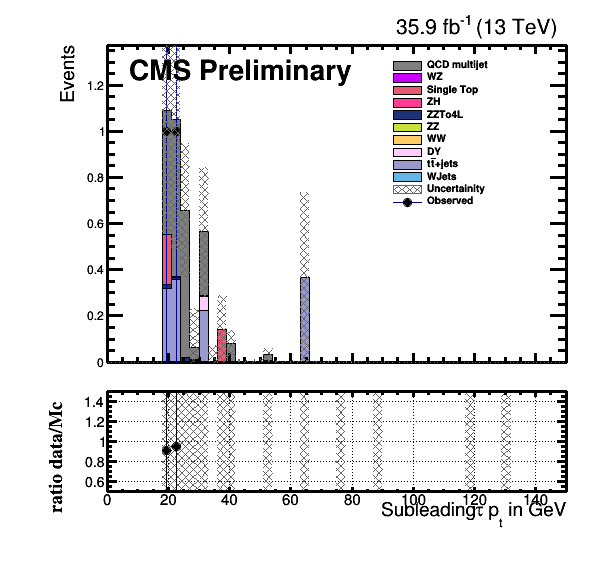 35.9 fb⁻¹ (13 TeV)
Events
CMS Preliminary
QCD multijet
WZ
Single Top
ZH
ZZTo4L
ZZ
WW
DY
tt̄+jets
WJets
Uncertainity
Observed
1.2
1
0.8
0.6
0.4
0.2
0
ratio data/Mc
1.4
1.2
1
0.8
0.6
0 20 40 60 80 100 120 140
Subleadingτ pₜ in GeV